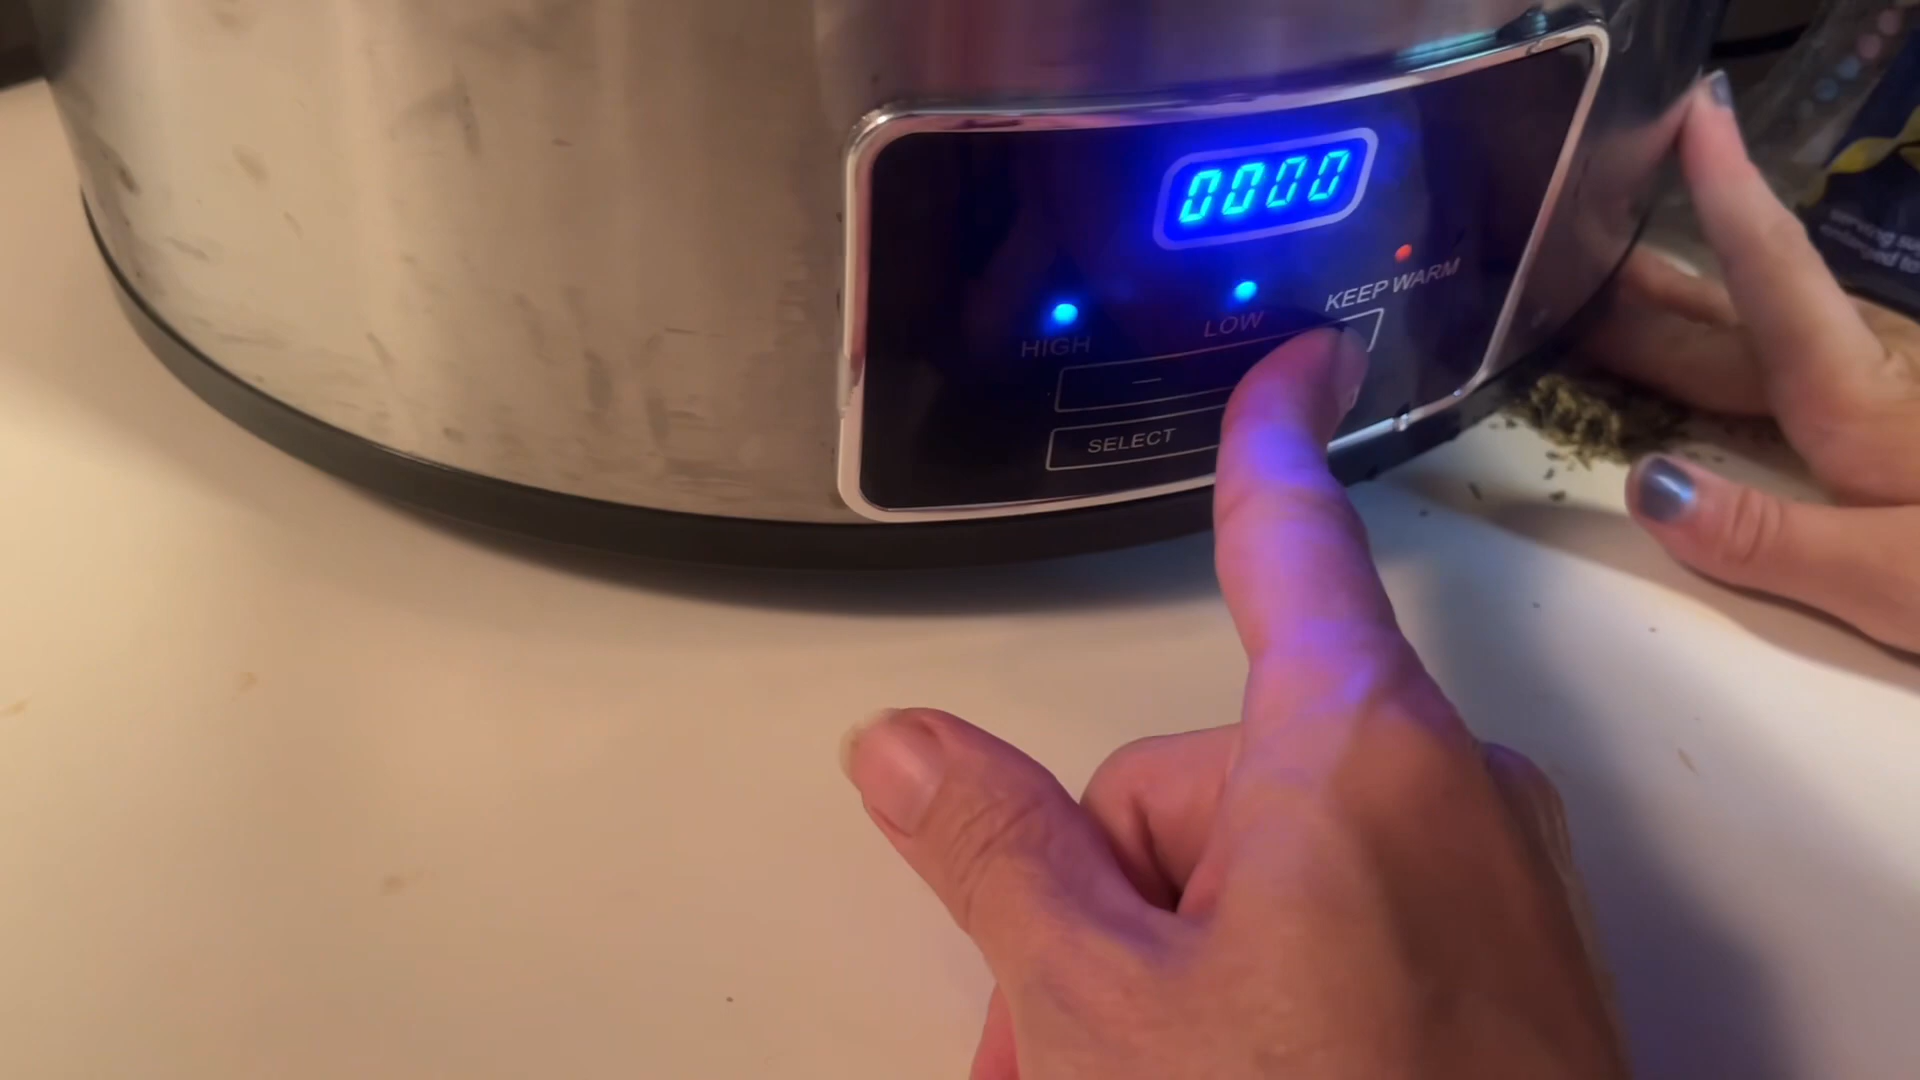 0000
HIGH
LOW
KEEP WARM
—
SELECT